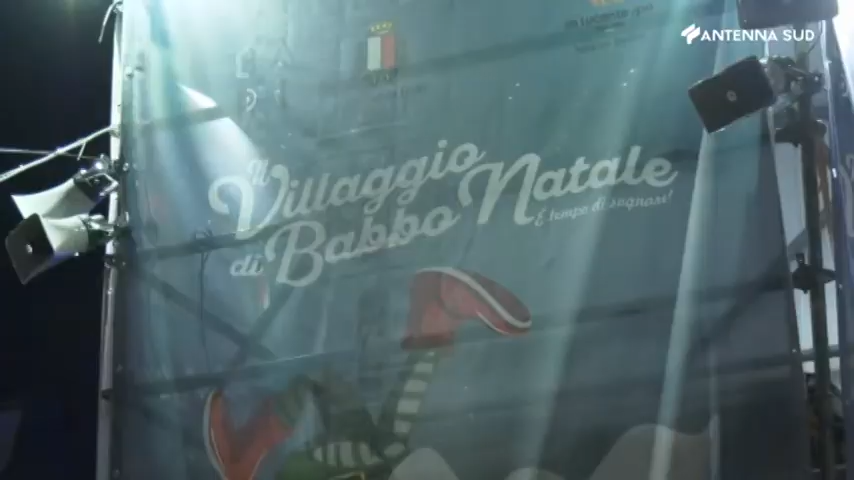 ANTENNA SUD
Il Villaggio
di Babbo Natale
È tempo di sognare!